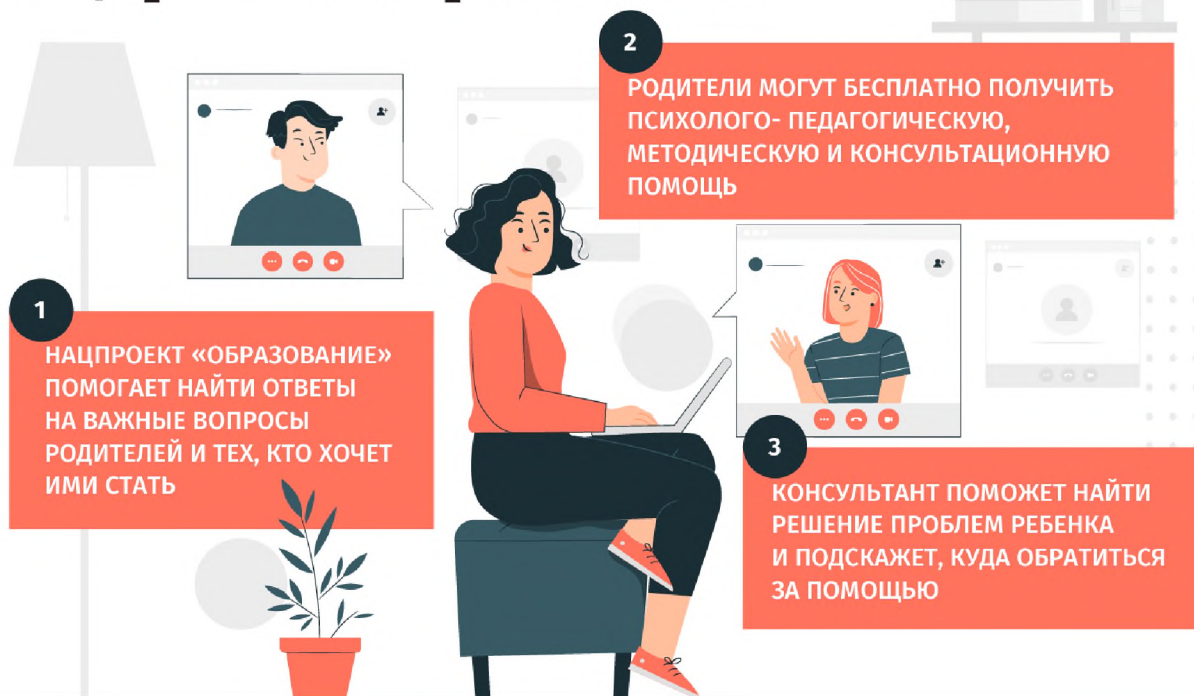 1
НАЦПРОЕКТ «ОБРАЗОВАНИЕ»
ПОМОГАЕТ НАЙТИ ОТВЕТЫ
НА ВАЖНЫЕ ВОПРОСЫ
РОДИТЕЛЕЙ И ТЕХ, КТО ХОЧЕТ
ИМИ СТАТЬ
2
РОДИТЕЛИ МОГУТ БЕСПЛАТНО ПОЛУЧИТЬ
ПСИХОЛОГО- ПЕДАГОГИЧЕСКУЮ,
МЕТОДИЧЕСКУЮ И КОНСУЛЬТАЦИОННУЮ
ПОМОЩЬ
3
КОНСУЛЬТАНТ ПОМОЖЕТ НАЙТИ
РЕШЕНИЕ ПРОБЛЕМ РЕБЕНКА
И ПОДСКАЖЕТ, КУДА ОБРАТИТЬСЯ
ЗА ПОМОЩЬЮ